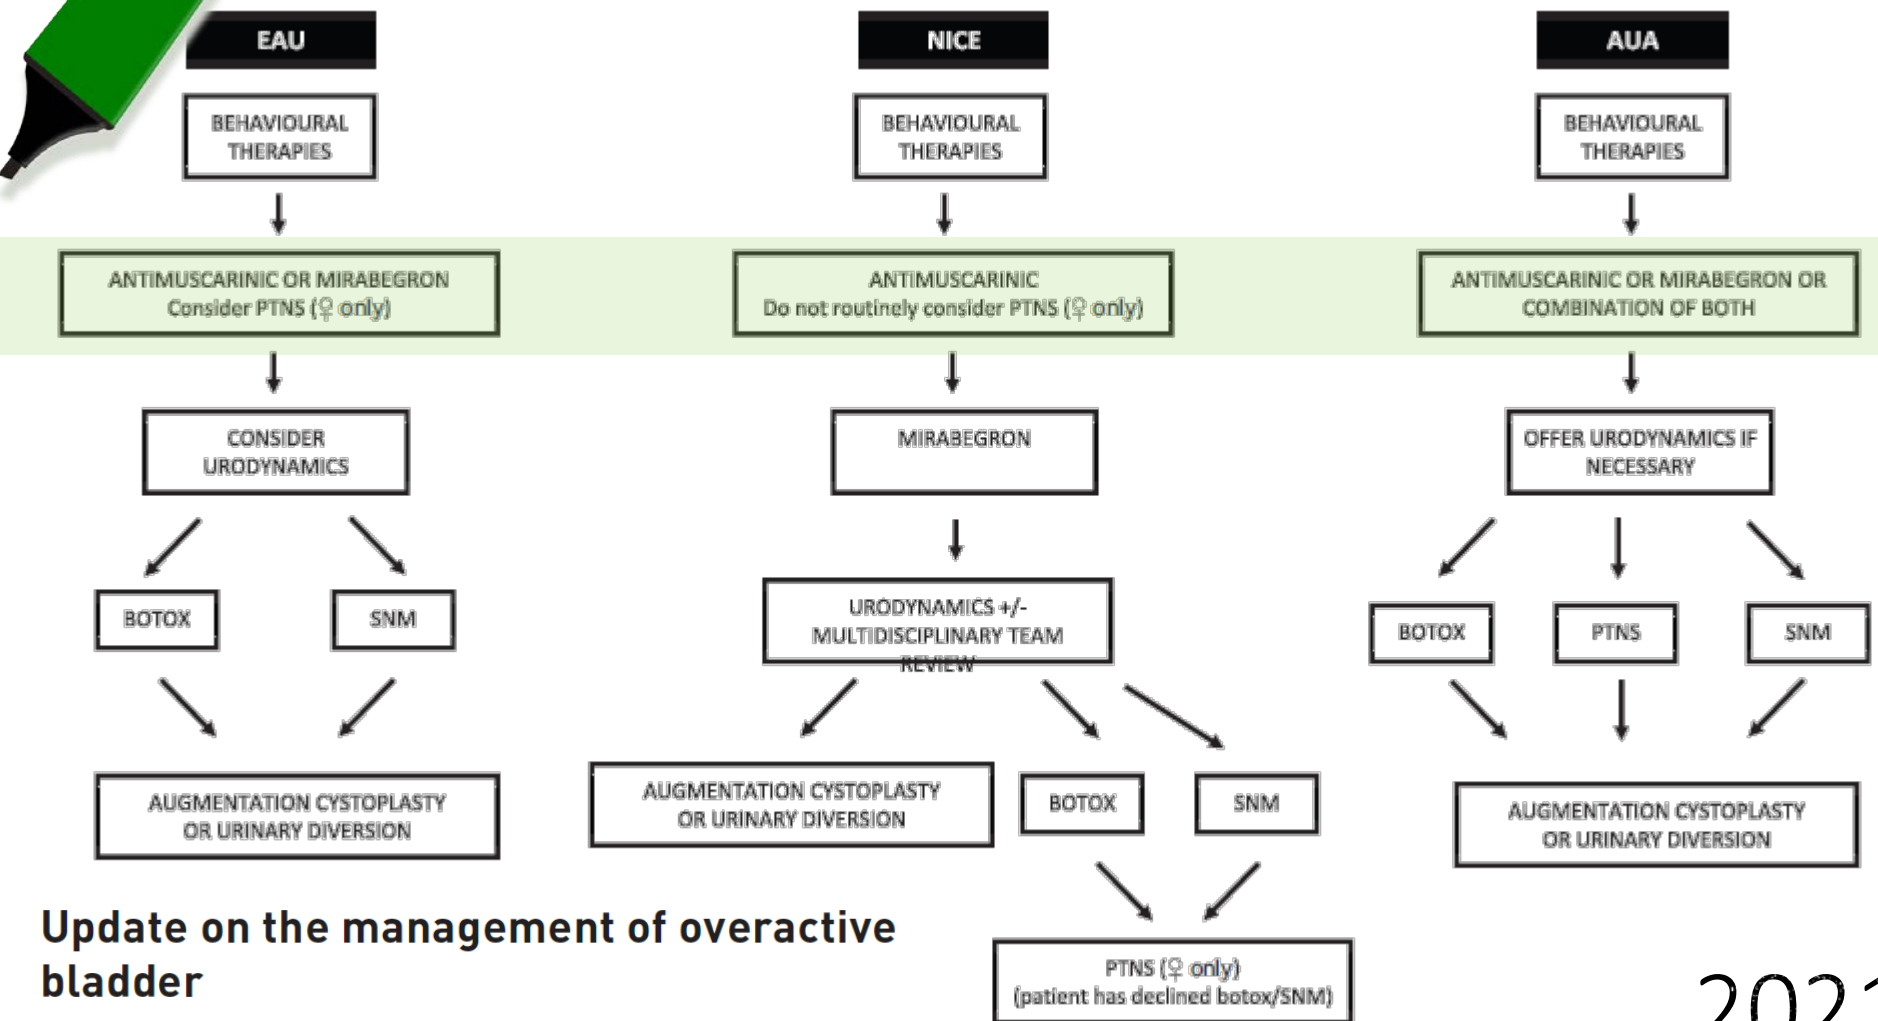 EAU
BEHAVIOURAL
THERAPIES
ANTIMUSCARINIC OR MIRABEGRON
Consider PTNS (♀ only)
CONSIDER
URODYNAMICS
BOTOX
SNM
AUGMENTATION CYSTOPLASTY
OR URINARY DIVERSION
NICE
BEHAVIOURAL
THERAPIES
ANTIMUSCARINIC
Do not routinely consider PTNS (♀ only)
MIRABEGRON
URODYNAMICS +/-
MULTIDISCIPLINARY TEAM
REVIEW
AUGMENTATION CYSTOPLASTY
OR URINARY DIVERSION
BOTOX
SNM
PTNS (♀ only)
(patient has declined botox/SNM)
AUA
BEHAVIOURAL
THERAPIES
ANTIMUSCARINIC OR MIRABEGRON OR
COMBINATION OF BOTH
OFFER URODYNAMICS IF
NECESSARY
BOTOX
PTNS
SNM
AUGMENTATION CYSTOPLASTY
OR URINARY DIVERSION
Update on the management of overactive
bladder
2021